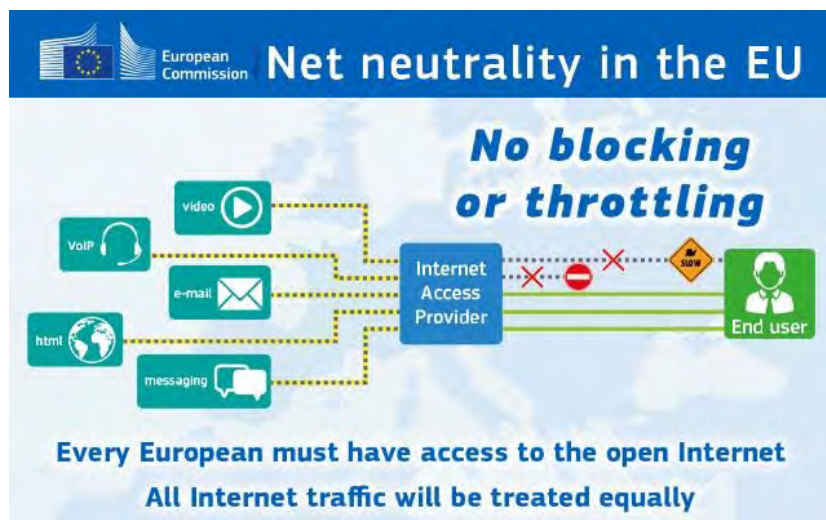 European
Commission
Net neutrality in the EU
No blocking
or throttling
video
VoIP
e-mail
html
messaging
Internet
Access
Provider
SLOW
End user
Every European must have access to the open Internet
All Internet traffic will be treated equally